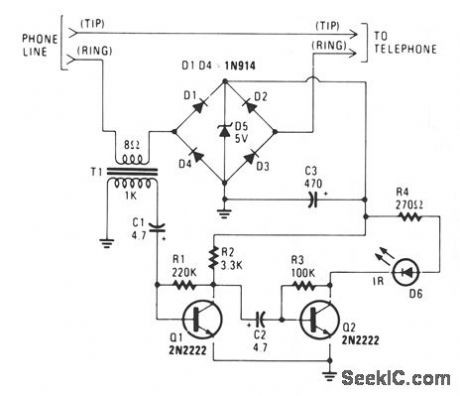 (TIP)
(TIP)
PHONE
LINE
TO
TELEPHONE
(RING)
(RING)
D1 D4 - 1N914
D1
D2
D5
5V
8Ω
T1
D4
D3
1K
C3
470
+
R4
270Ω
C1
4.7
+
R1
220K
R2
3.3K
R3
100K
IR
D6
+
C2
4.7
Q1
2N2222
Q2
2N2222
SeekIC.com